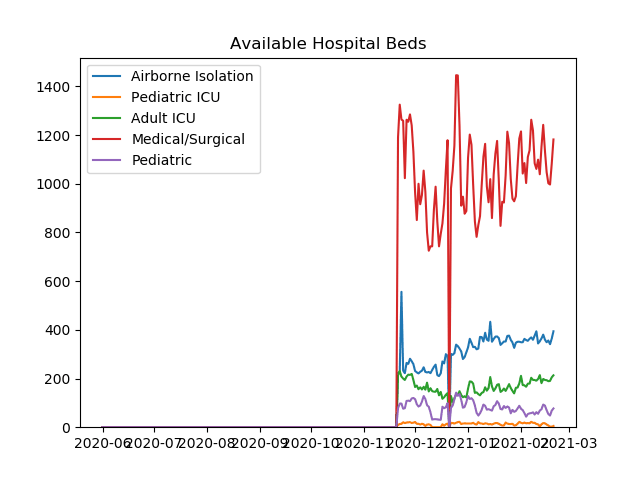 Available Hospital Beds
1400
1200
1000
800
600
400
200
0
Airborne Isolation
Pediatric ICU
Adult ICU
Medical/Surgical
Pediatric
2020-06 2020-07 2020-08 2020-09 2020-10 2020-11 2020-12 2021-01 2021-02 2021-03